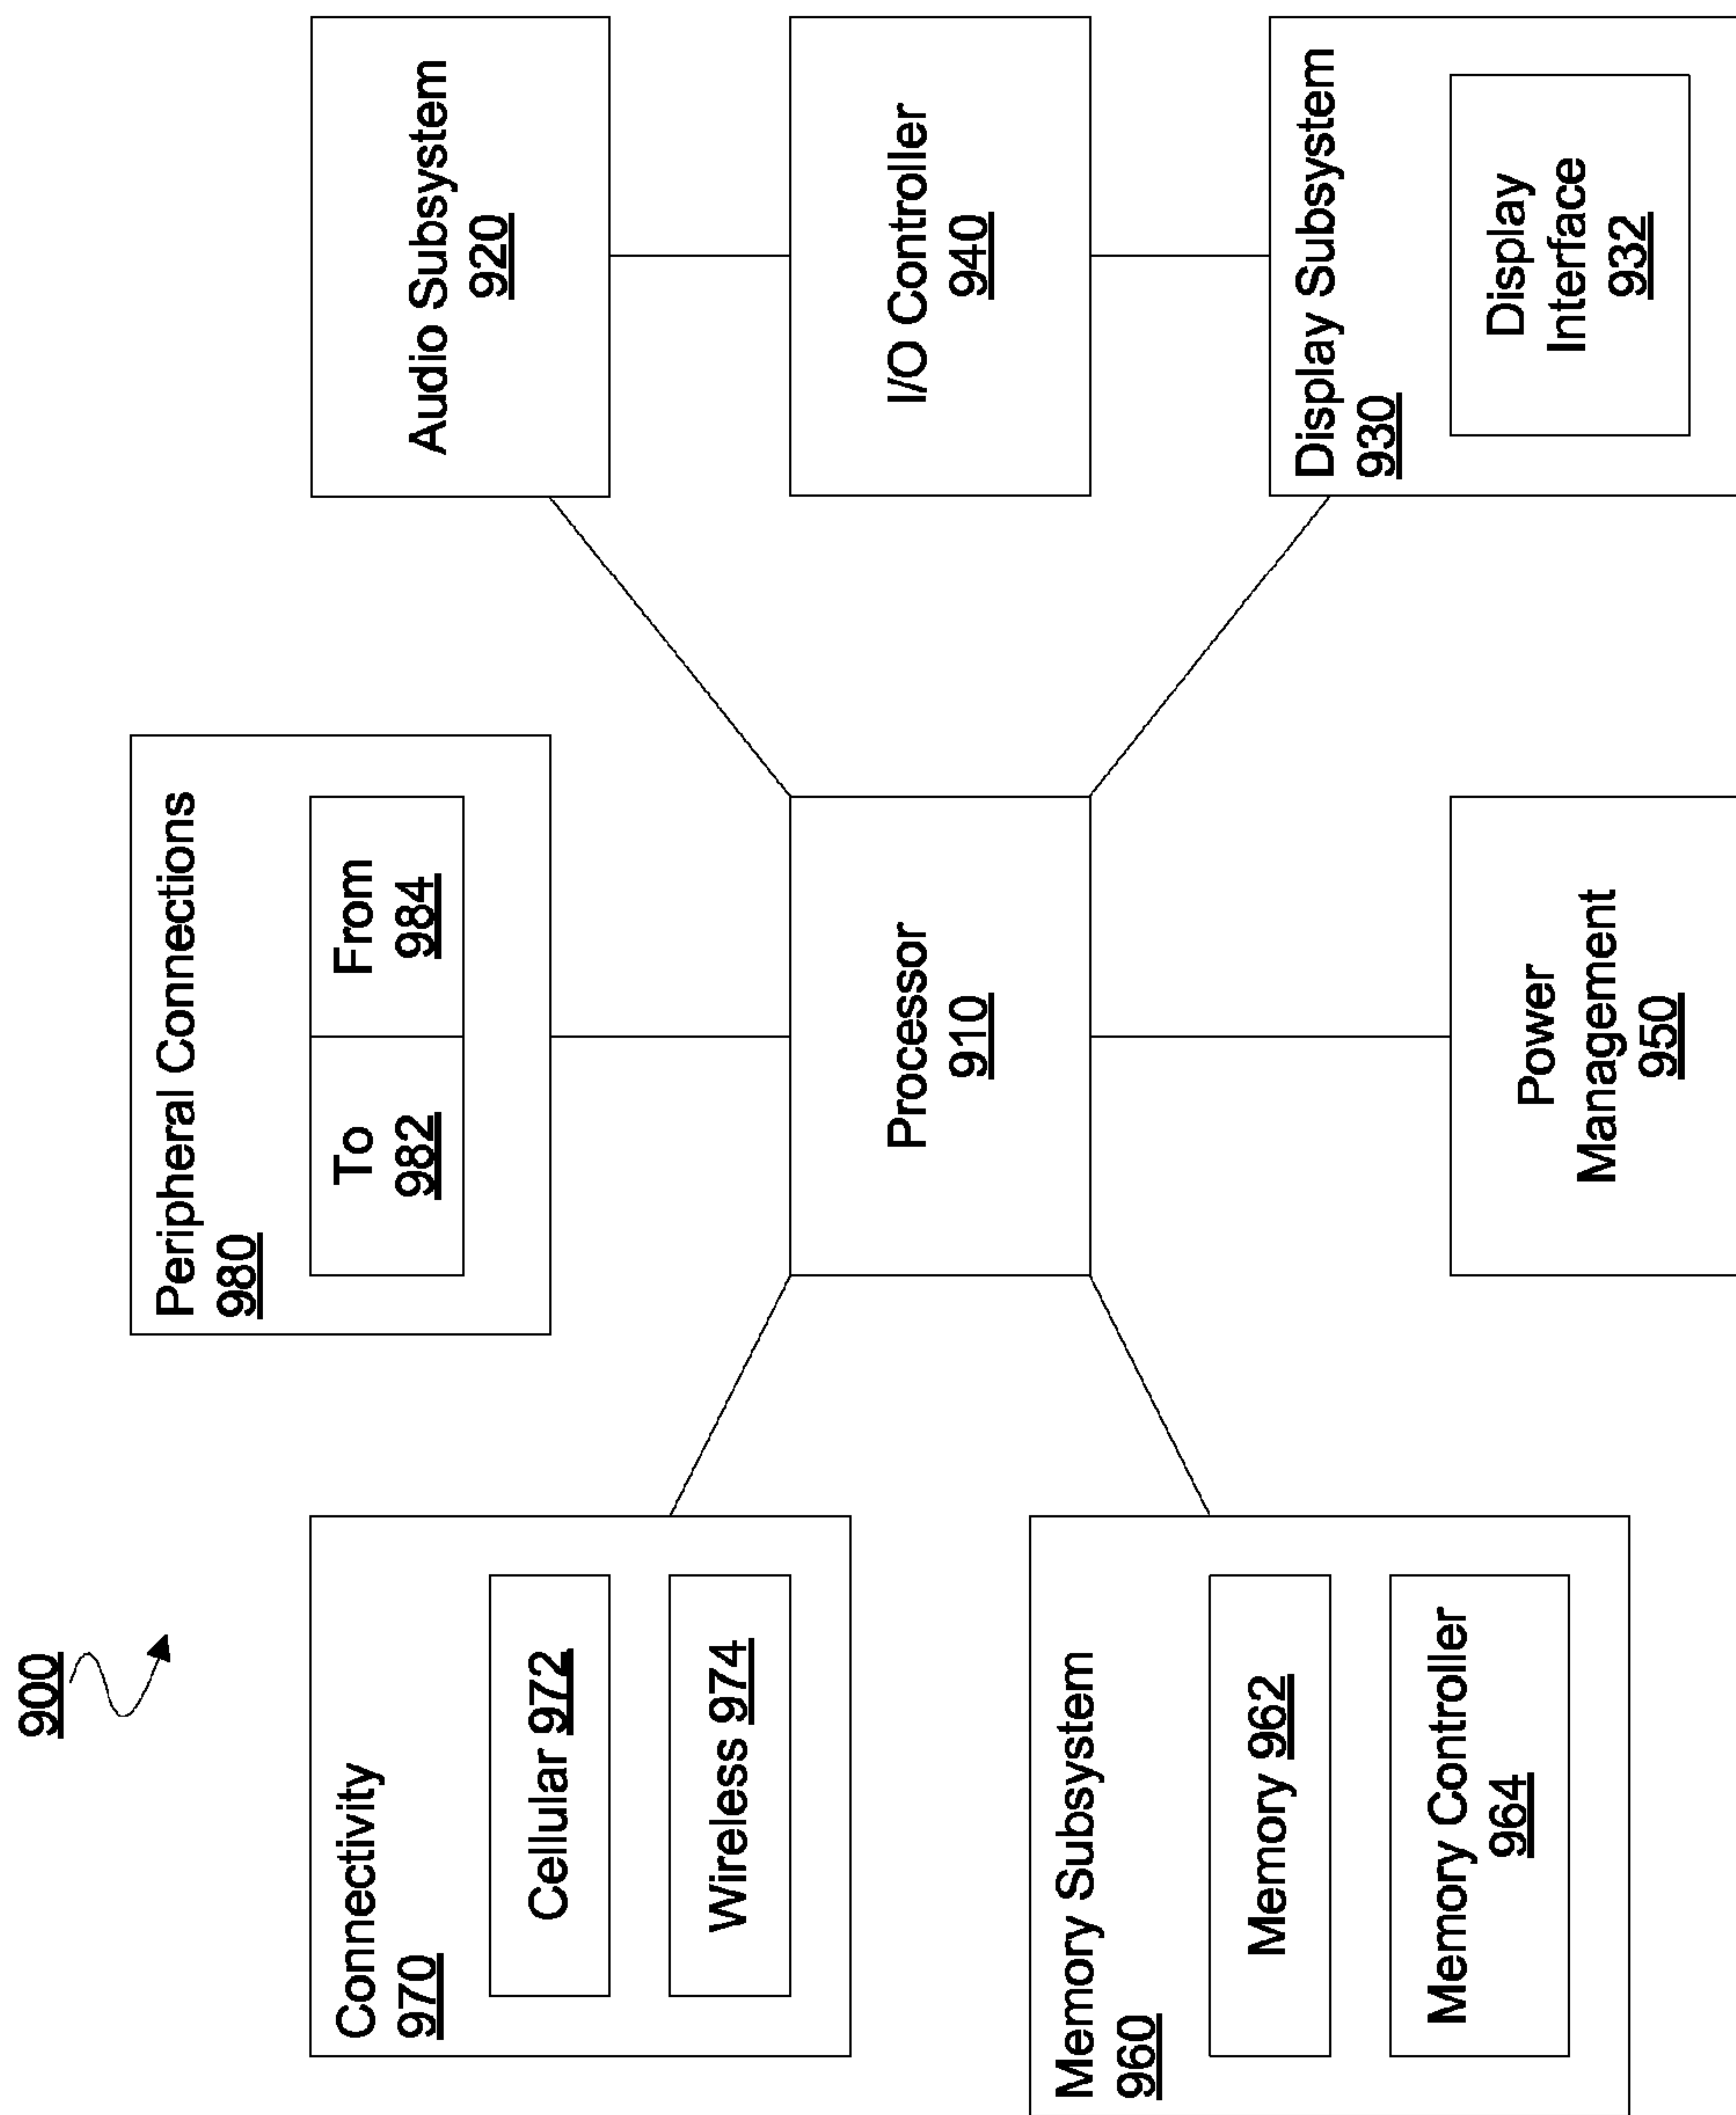 900
Connectivity
970
Cellular 972
Wireless 974
Memory Subsystem
960
Memory 962
Memory Controller
964
Peripheral Connections
980
To
982
From
984
Processor
910
Power
Management
950
Audio Subsystem
920
I/O Controller
940
Display Subsystem
930
Display
Interface
932